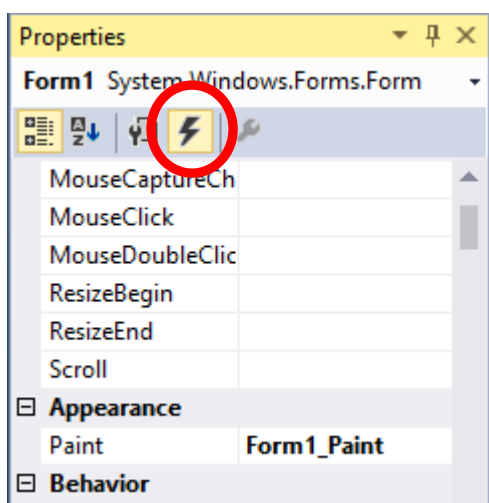 Properties
Form1 System.Windows.Forms.Form
A
Z
MouseCaptureCh
MouseClick
MouseDoubleClic
ResizeBegin
ResizeEnd
Scroll
Appearance
Paint Form1_Paint
Behavior